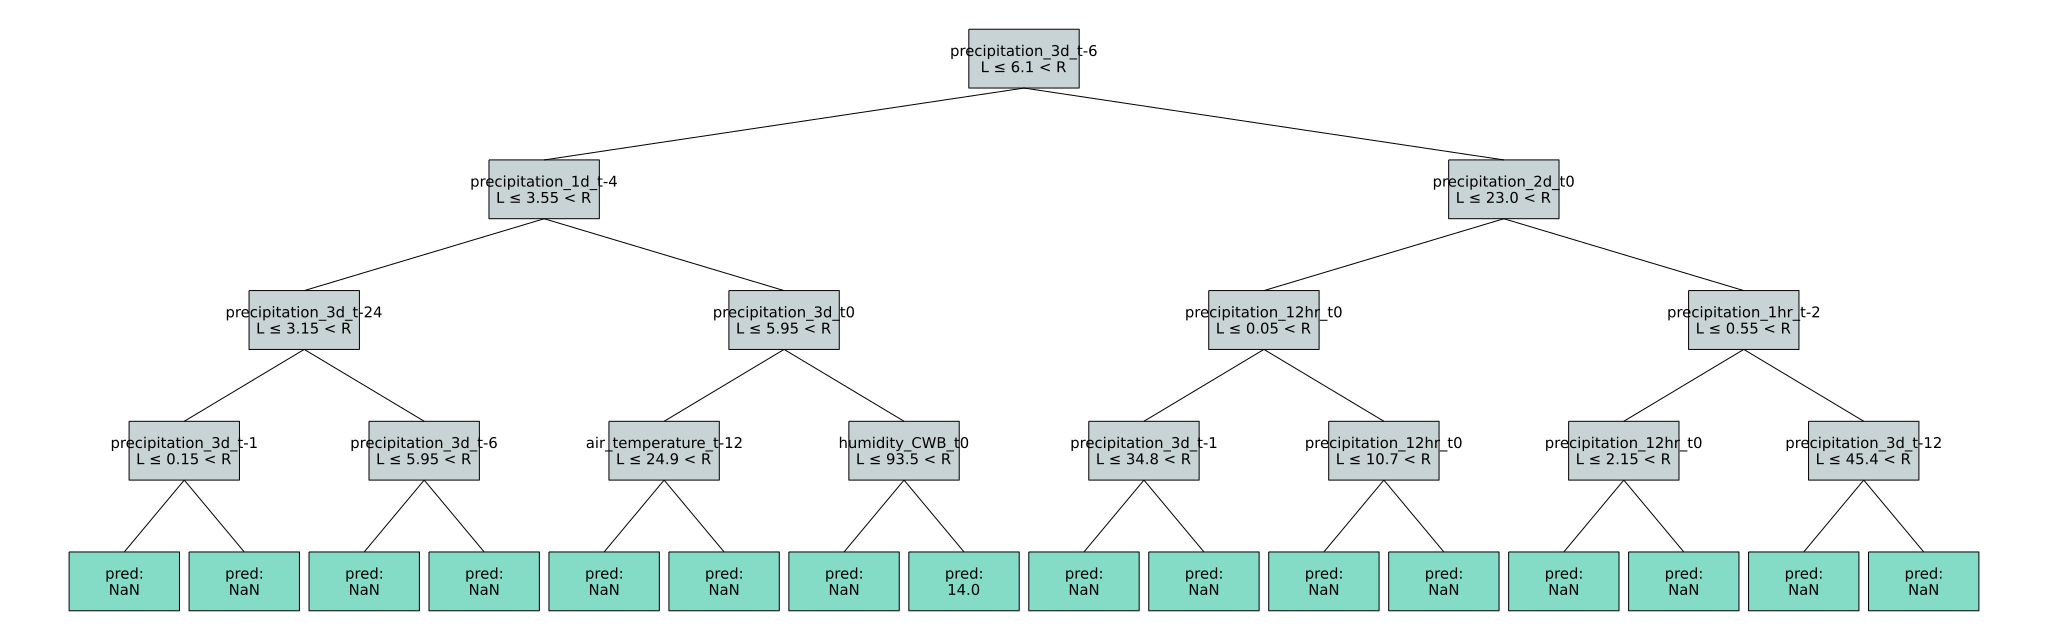 precipitation_3d_t-6
L ≤ 6.1 < R
precipitation_1d_t-4
L ≤ 3.55 < R
precipitation_2d_t0
L ≤ 23.0 < R
precipitation_3d_t-24
L ≤ 3.15 < R
precipitation_3d_t0
L ≤ 5.95 < R
precipitation_12hr_t0
L ≤ 0.05 < R
precipitation_1hr_t-2
L ≤ 0.55 < R
precipitation_3d_t-1
L ≤ 0.15 < R
precipitation_3d_t-6
L ≤ 5.95 < R
air_temperature_t-12
L ≤ 24.9 < R
humidity_CWB_t0
L ≤ 93.5 < R
precipitation_3d_t-1
L ≤ 34.8 < R
precipitation_12hr_t0
L ≤ 10.7 < R
precipitation_12hr_t0
L ≤ 2.15 < R
precipitation_3d_t-12
L ≤ 45.4 < R
pred:
NaN
pred:
NaN
pred:
NaN
pred:
NaN
pred:
NaN
pred:
NaN
pred:
NaN
pred:
14.0
pred:
NaN
pred:
NaN
pred:
NaN
pred:
NaN
pred:
NaN
pred:
NaN
pred:
NaN
pred:
NaN